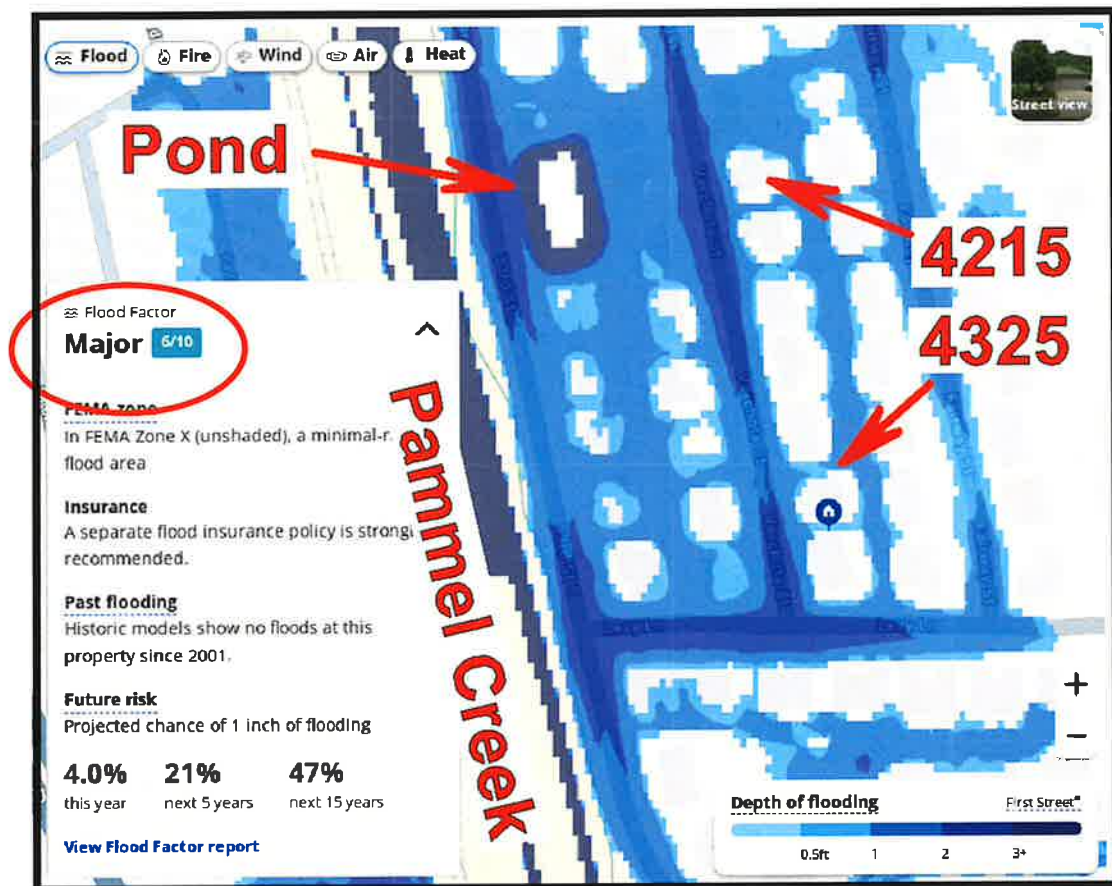 Flood
Fire
Wind
Air
Heat
Street view
Pond
4215
4325
Flood Factor
Major 6/10
FEMA zone
In FEMA Zone X (unshaded), a minimal-r
flood area
Insurance
A separate flood insurance policy is strongl
recommended.
Past flooding
Historic models show no floods at this
property since 2001.
Future risk
Projected chance of 1 inch of flooding
4.0% 21% 47%
this year next 5 years next 15 years
View Flood Factor report
Pammel Creek
+
−
Depth of flooding First Street
0.5ft 1 2 3+